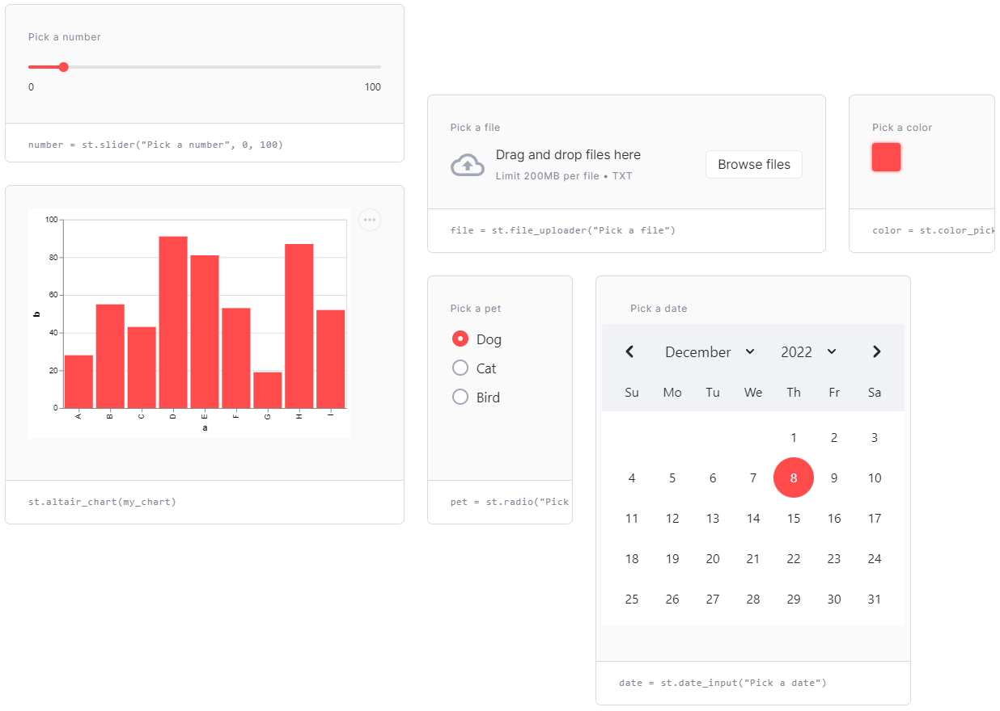 Pick a number
0 100
number = st.slider("Pick a number", 0, 100)
100
80
60
40
20
0
b
A B C D E F G H I
a
st.altair_chart(my_chart)
Pick a file
Drag and drop files here
Limit 200MB per file • TXT
Browse files
file = st.file_uploader("Pick a file")
Pick a color
color = st.color_pick
Pick a pet
Dog
Cat
Bird
pet = st.radio("Pick
Pick a date
December 2022
Su Mo Tu We Th Fr Sa
1 2 3
4 5 6 7 8 9 10
11 12 13 14 15 16 17
18 19 20 21 22 23 24
25 26 27 28 29 30 31
date = st.date_input("Pick a date")